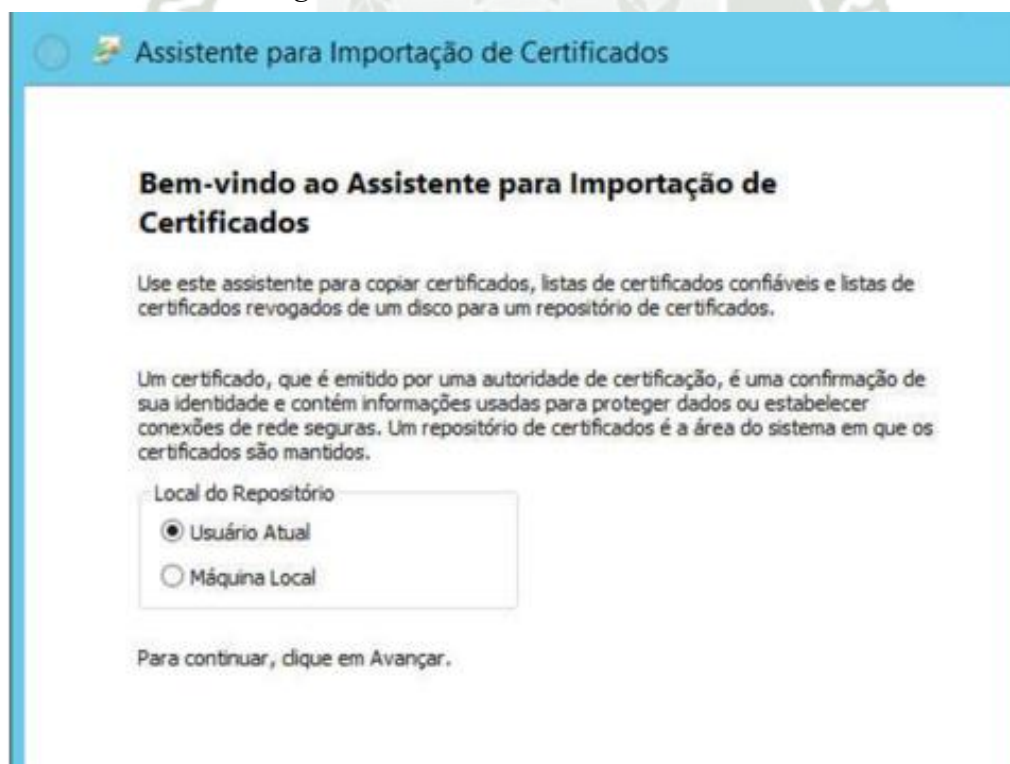 Assistente para Importação de Certificados
Bem-vindo ao Assistente para Importação de
Certificados
Use este assistente para copiar certificados, listas de certificados confiáveis e listas de
certificados revogados de um disco para um repositório de certificados.
Um certificado, que é emitido por uma autoridade de certificação, é uma confirmação de
sua identidade e contém informações usadas para proteger dados ou estabelecer
conexões de rede seguras. Um repositório de certificados é a área do sistema em que os
certificados são mantidos.
Local do Repositório
Usuário Atual
Máquina Local
Para continuar, clique em Avançar.